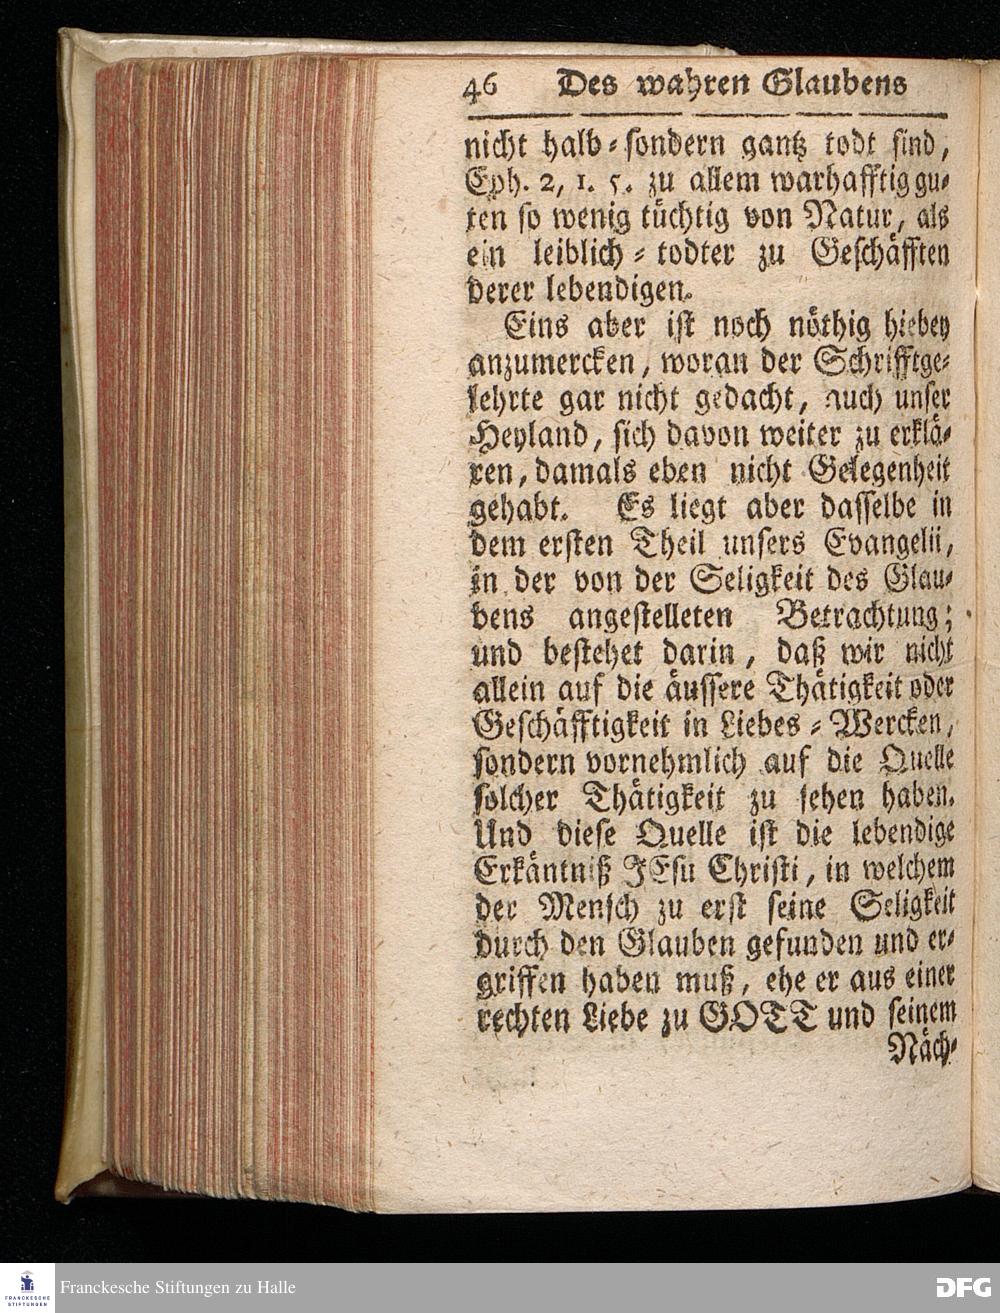 46 Des wahren Glaubens
nicht halb-sondern gantz todt sind,
Eph. 2, 1. 5. zu allem warhafftig gu-
ten so wenig tüchtig von Natur, als
ein leiblich-todter zu Geschäfften
derer lebendigen.
Eins aber ist noch nöthig hiebey
anzumercken, woran der Schrifftge-
lehrte gar nicht gedacht, auch unser
Heyland, sich davon weiter zu erklä-
ren, damals eben nicht Gelegenheit
gehabt. Es liegt aber dasselbe in
dem ersten Theil unsers Evangelii,
in der von der Seligkeit des Glau-
bens angestelleten Betrachtung;
und bestehet darin, daß wir nicht
allein auf die äussere Thätigkeit oder
Geschäfftigkeit in Liebes-Wercken,
sondern vornehmlich auf die Quelle
solcher Thätigkeit zu sehen haben.
Und diese Quelle ist die lebendige
Erkäntniß JEsu Christi, in welchem
der Mensch zu erst seine Seligkeit
durch den Glauben gefunden und er-
griffen haben muß, ehe er aus einer
rechten Liebe zu GOTT und seinem
Näch-
FRANCKESCHE
STIFTUNGEN
Franckesche Stiftungen zu Halle
DFG